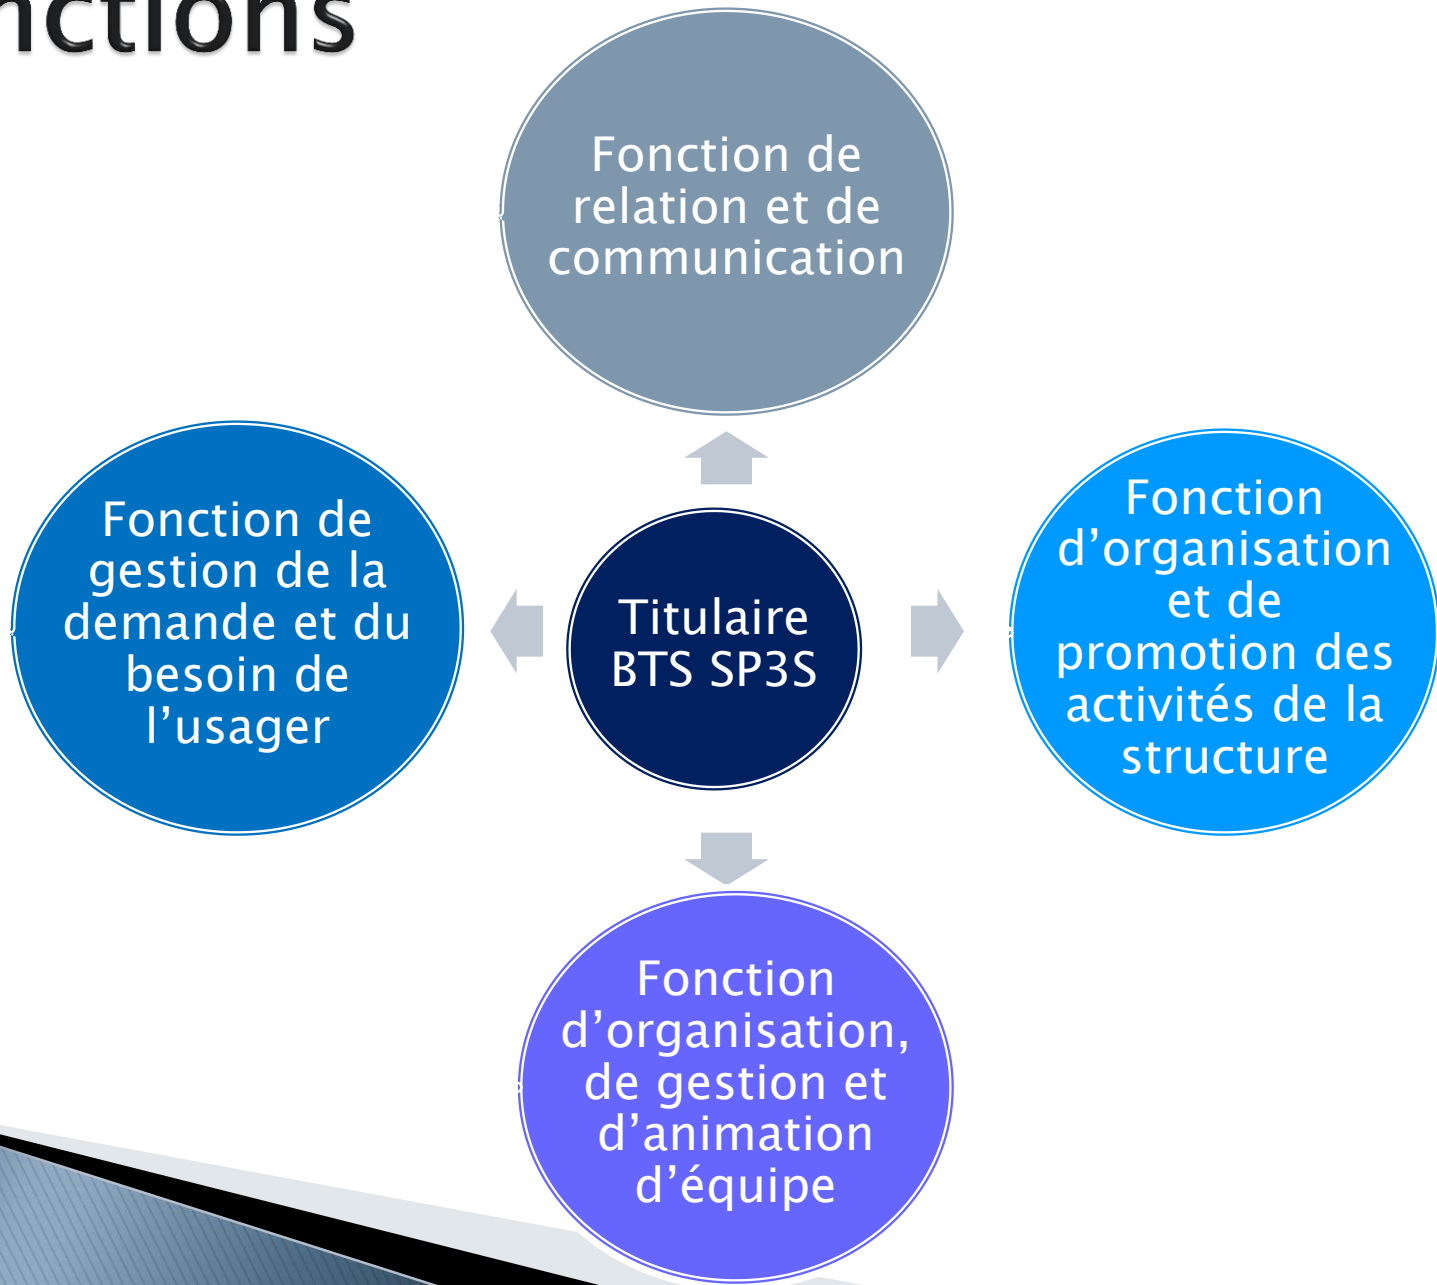 nctions
Fonction de
relation et de
communication
Fonction de
gestion de la
demande et du
besoin de
l’usager
Titulaire
BTS SP3S
Fonction
d’organisation
et de
promotion des
activités de la
structure
Fonction
d’organisation,
de gestion et
d’animation
d’équipe